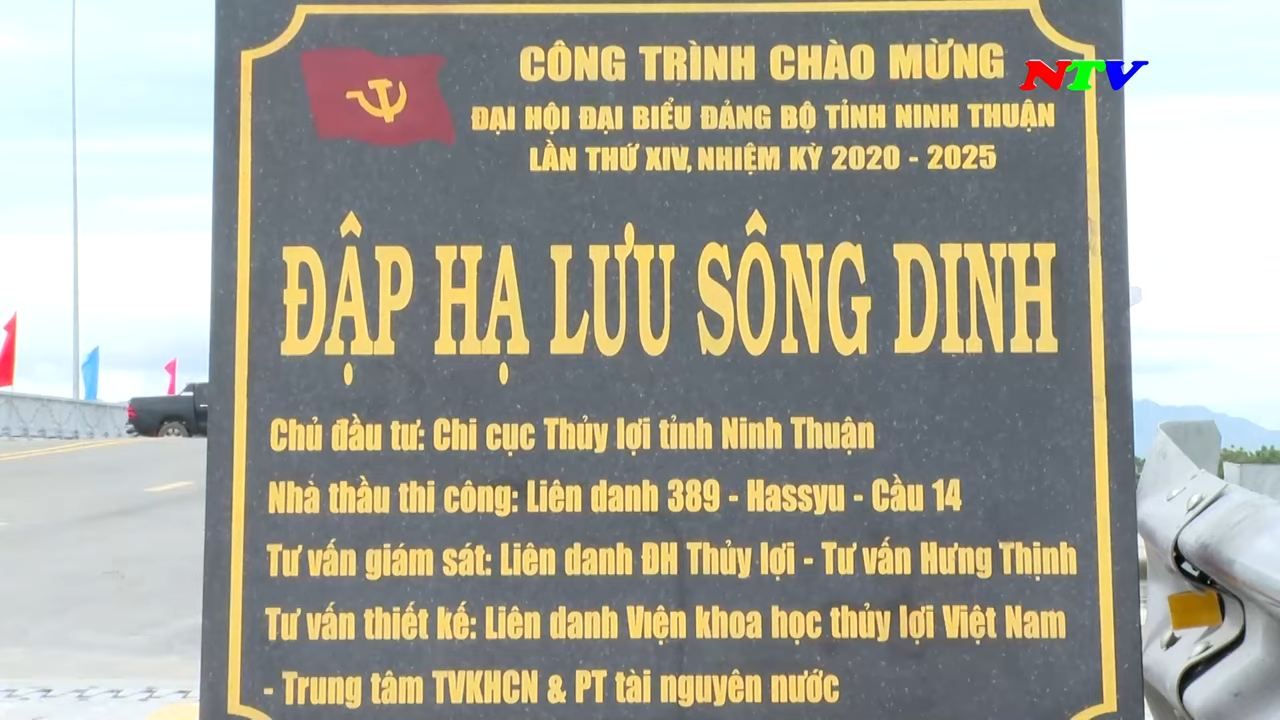 CÔNG TRÌNH CHÀO MỪNG
NTV
ĐẠI HỘI ĐẠI BIỂU ĐẢNG BỘ TỈNH NINH THUẬN
LẦN THỨ XIV, NHIỆM KỲ 2020 - 2025
ĐẬP HẠ LƯU SÔNG DINH
Chủ đầu tư: Chi cục Thủy lợi tỉnh Ninh Thuận
Nhà thầu thi công: Liên danh 389 - Hassyu - Cầu 14
Tư vấn giám sát: Liên danh ĐH Thủy lợi - Tư vấn Hưng Thịnh
Tư vấn thiết kế: Liên danh Viện khoa học thủy lợi Việt Nam
- Trung tâm TVKHCN & PT tài nguyên nước